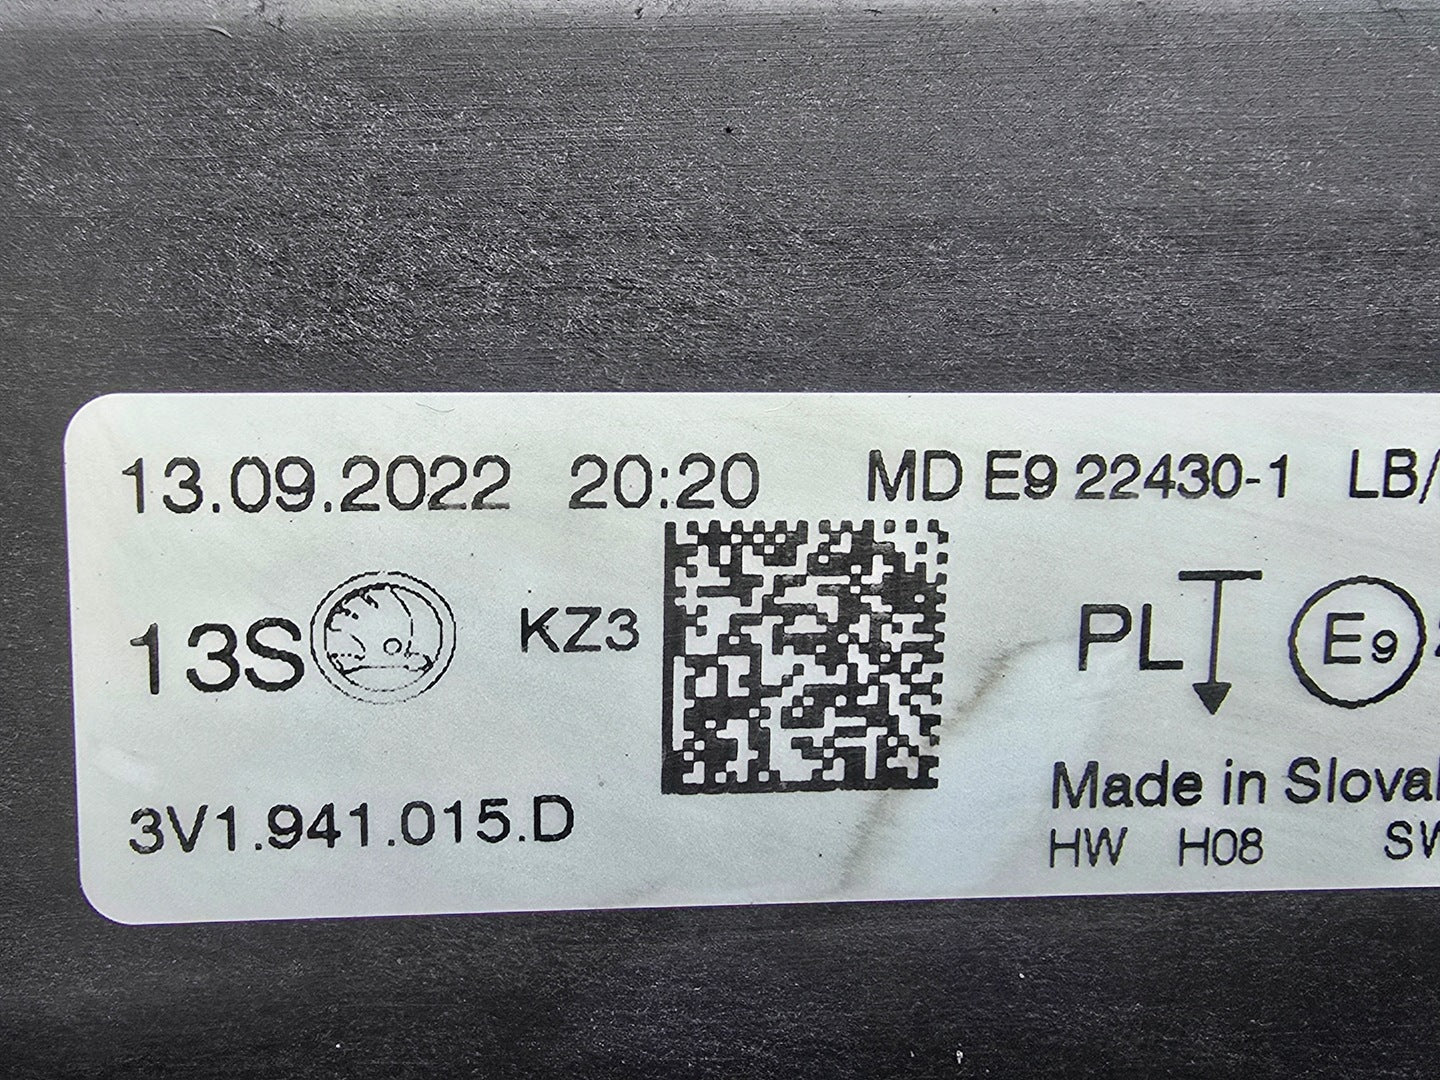 13.09.2022 20:20 MD E9 22430-1 LB/
13S KZ3 PL E9
3V1.941.015.D
Made in Sloval
HW H08 SW